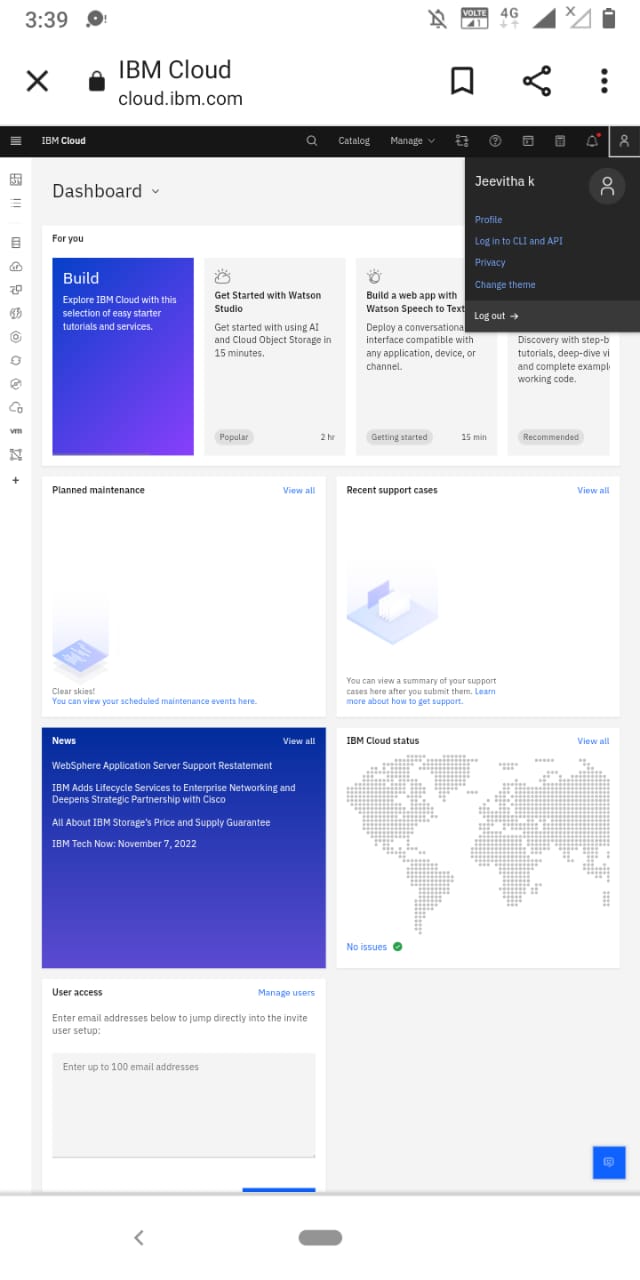 3:39
VOLTE
1
4G
X
IBM Cloud
cloud.ibm.com
IBM Cloud
Catalog
Manage
Jeevitha k
Profile
Log in to CLI and API
Privacy
Change theme
Log out →
Dashboard
For you
Build
Explore IBM Cloud with this
selection of easy starter
tutorials and services.
Get Started with Watson
Studio
Get started with using AI
and Cloud Object Storage in
15 minutes.
Popular
2 hr
Build a web app with
Watson Speech to Text
Deploy a conversational
interface compatible with
any application, device, or
channel.
Getting started
15 min
Discovery with step-b
tutorials, deep-dive vi
and complete example
working code.
Recommended
vm
Planned maintenance
View all
Clear skies!
You can view your scheduled maintenance events here.
Recent support cases
View all
You can view a summary of your support
cases here after you submit them. Learn
more about how to get support.
News
View all
WebSphere Application Server Support Restatement
IBM Adds Lifecycle Services to Enterprise Networking and
Deepens Strategic Partnership with Cisco
All About IBM Storage's Price and Supply Guarantee
IBM Tech Now: November 7, 2022
IBM Cloud status
View all
No issues
User access
Manage users
Enter email addresses below to jump directly into the invite
user setup:
Enter up to 100 email addresses